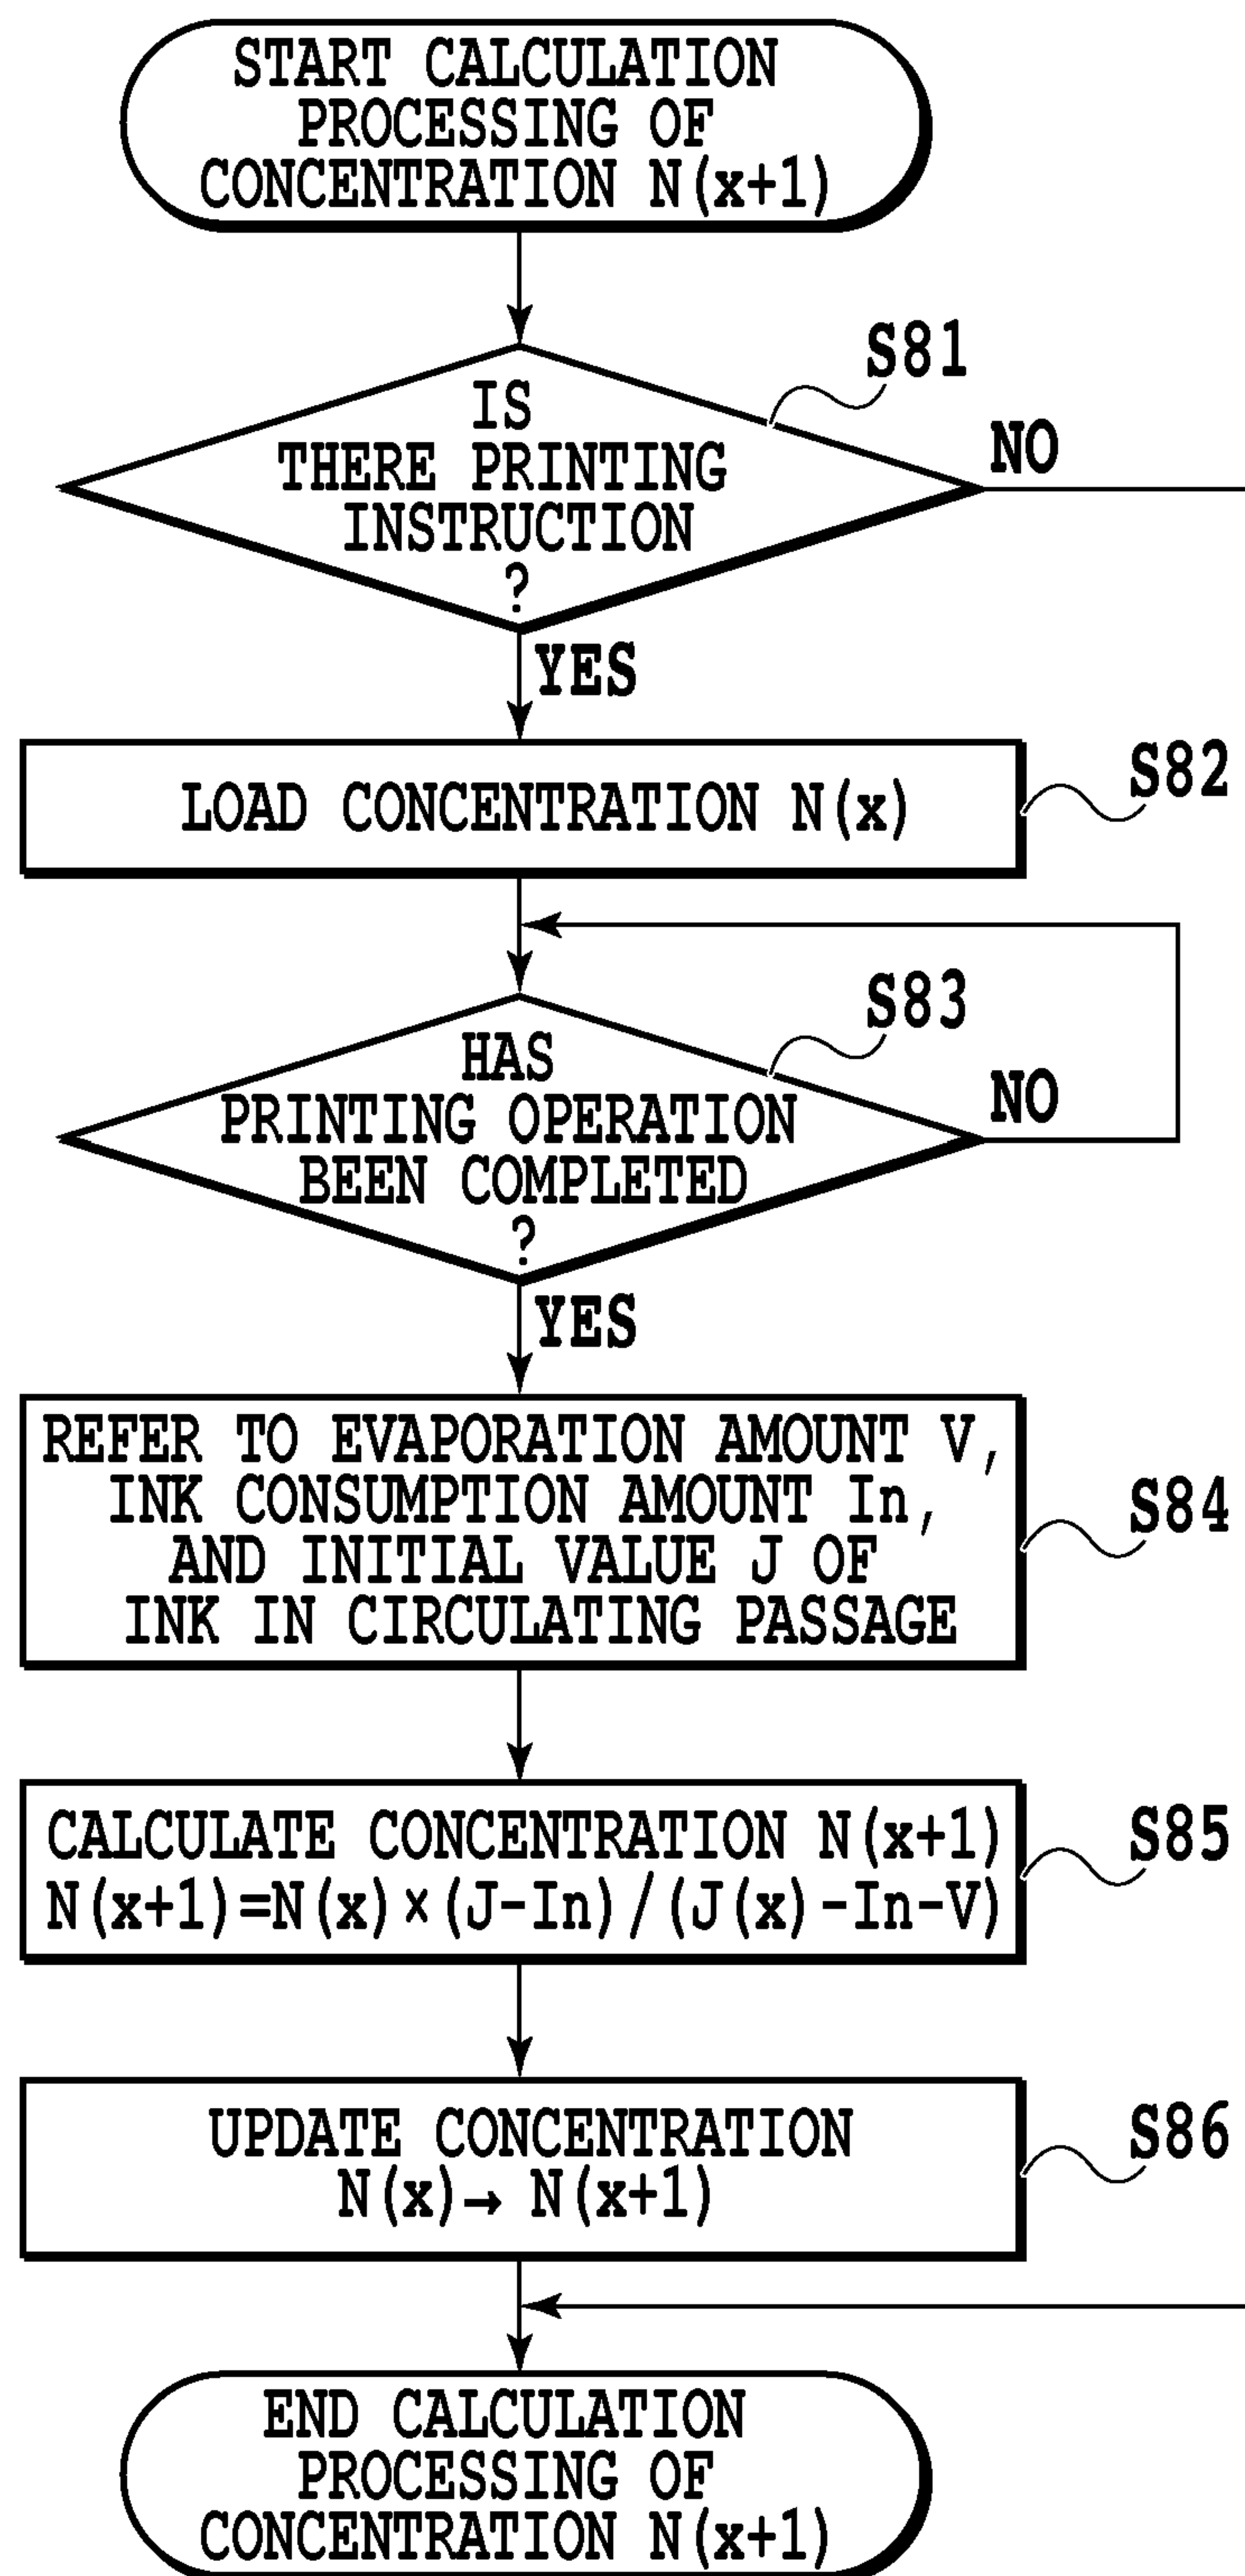 START CALCULATION
PROCESSING OF
CONCENTRATION N(x+1)
S81
IS
THERE PRINTING
INSTRUCTION
?
NO
YES
S82
LOAD CONCENTRATION N(x)
S83
HAS
PRINTING OPERATION
BEEN COMPLETED
?
NO
YES
REFER TO EVAPORATION AMOUNT V,
INK CONSUMPTION AMOUNT In,
AND INITIAL VALUE J OF
INK IN CIRCULATING PASSAGE
S84
CALCULATE CONCENTRATION N(x+1)
N(x+1)=N(x)×(J-In)/(J(x)-In-V)
S85
UPDATE CONCENTRATION
N(x)→ N(x+1)
S86
END CALCULATION
PROCESSING OF
CONCENTRATION N(x+1)